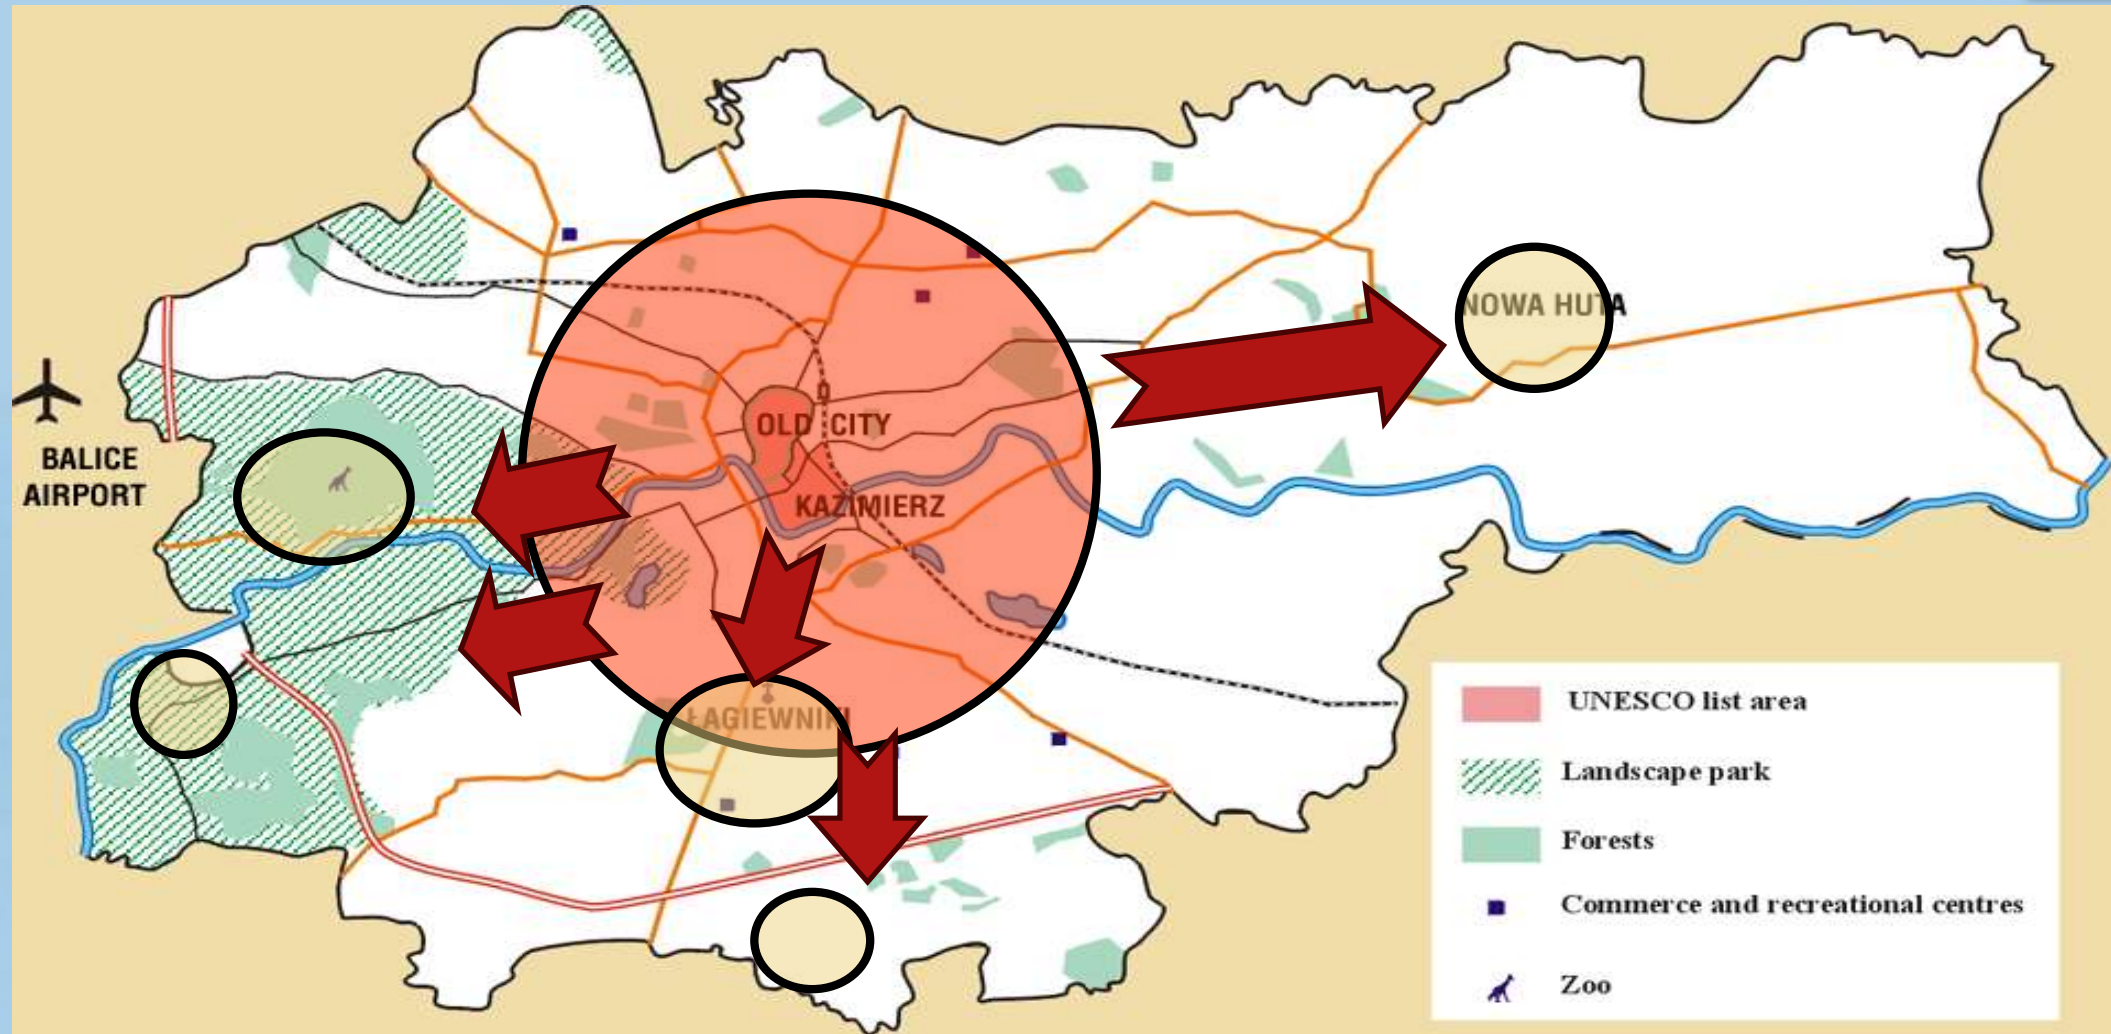 NOWA HUTA
OLD CITY
BALICE
AIRPORT
KAZIMIERZ
ŁAGIEWNIKI
UNESCO list area
Landscape park
Forests
Commerce and recreational centres
Zoo